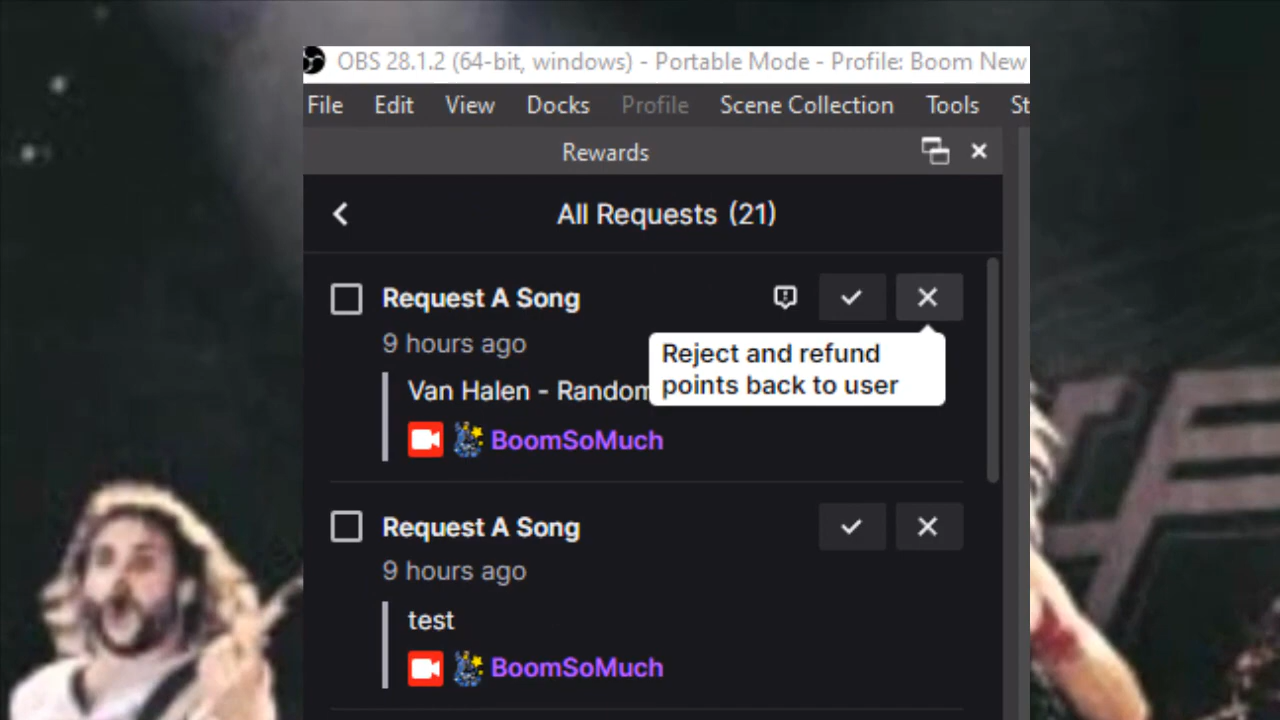 OBS 28.1.2 (64-bit, windows) - Portable Mode - Profile: Boom New
File Edit View Docks Profile Scene Collection Tools St
Rewards
All Requests (21)
Request A Song
9 hours ago
Reject and refund
points back to user
Van Halen - Random
BoomSoMuch
Request A Song
9 hours ago
test
BoomSoMuch